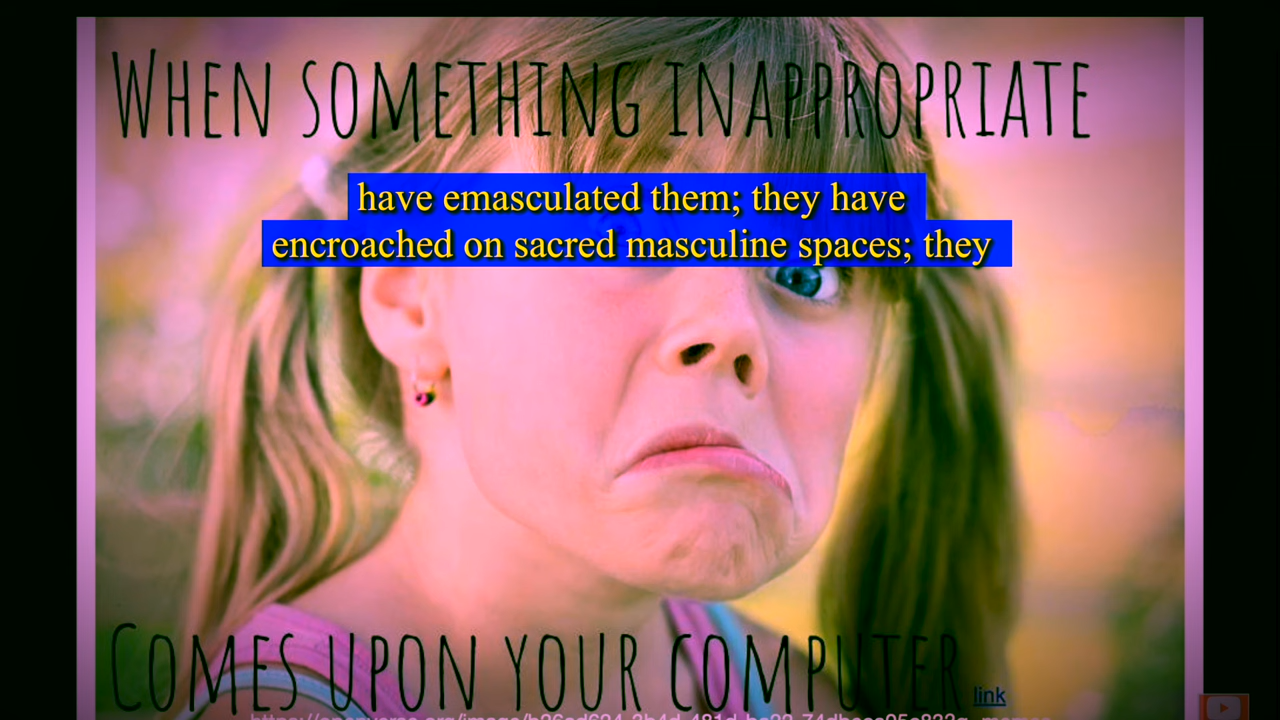 WHEN SOMETHING INAPPROPRIATE
have emasculated them; they have
encroached on sacred masculine spaces; they
COMES UPON YOUR COMPUTER link